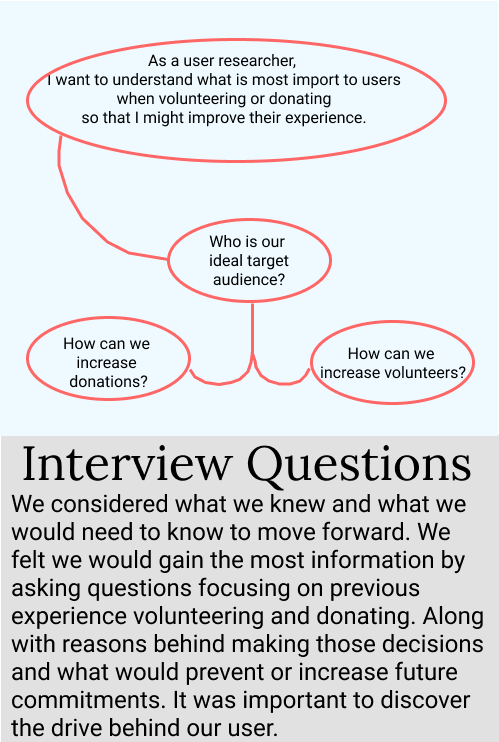 As a user researcher,
I want to understand what is most import to users
when volunteering or donating
so that I might improve their experience.
Who is our
ideal target
audience?
How can we
increase
donations?
How can we
increase volunteers?
Interview Questions
We considered what we knew and what we
would need to know to move forward. We
felt we would gain the most information by
asking questions focusing on previous
experience volunteering and donating. Along
with reasons behind making those decisions
and what would prevent or increase future
commitments. It was important to discover
the drive behind our user.